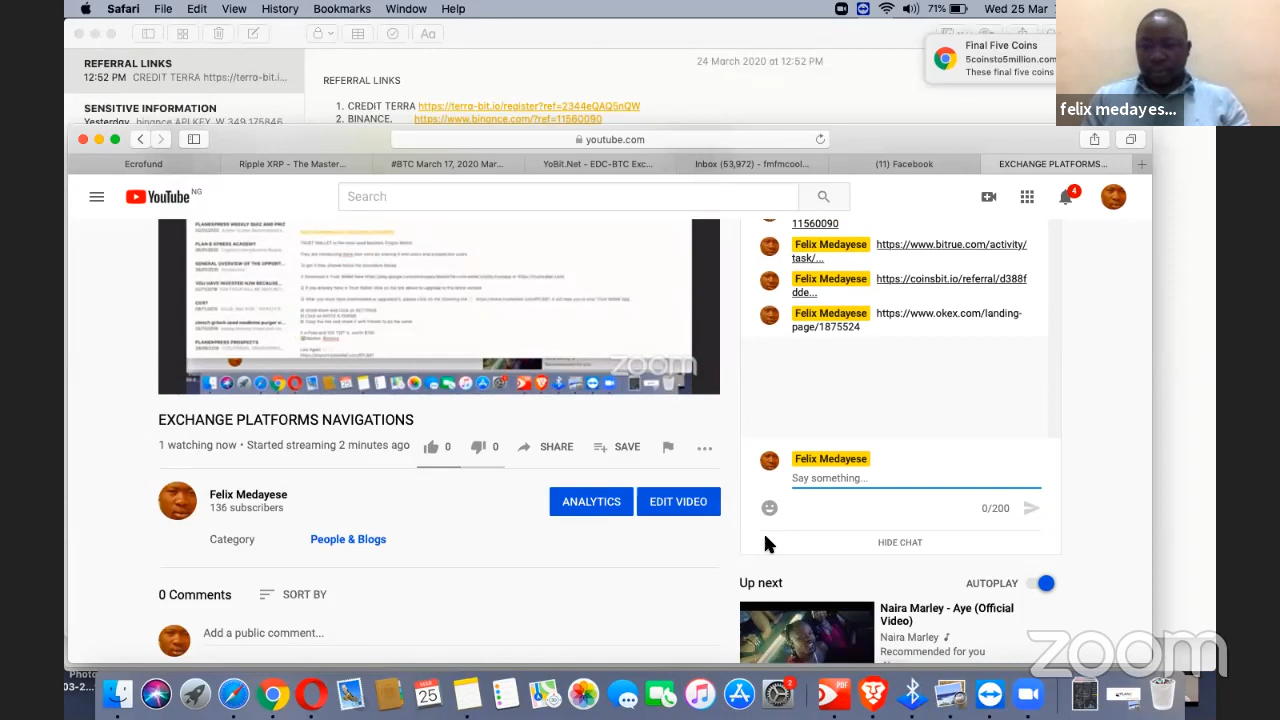 Safari File Edit View History Bookmarks Window Help 71% Wed 25 Mar
Aa
REFERRAL LINKS
12:52 PM CREDIT TERRA https://terra-bit.i...
SENSITIVE INFORMATION
24 March 2020 at 12:52 PM
REFERRAL LINKS
1. CREDIT TERRA https://terra-bit.io/register?ref=2344eQAQ5nQW
2. BINANCE. https://www.binance.com/?ref=11560090
Final Five Coins
5coinsto5million.com
These final five coins
felix medayes...
youtube.com
Ecrofund
Ripple XRP - The Master...
#BTC March 17, 2020 Mar...
YoBit.Net - EDC-BTC Exc...
Inbox (53,972) - fmfmcool...
(11) Facebook
EXCHANGE PLATFORMS...
YouTube NG
Search
4
11560090
Felix Medayese https://www.bitrue.com/activity/
task/...
Felix Medayese https://coinsbit.io/referral/d388f
dde...
Felix Medayese https://www.okex.com/landing-
page/1875524
zoom
EXCHANGE PLATFORMS NAVIGATIONS
1 watching now • Started streaming 2 minutes ago
0
0
SHARE
SAVE
Felix Medayese
136 subscribers
ANALYTICS
EDIT VIDEO
Category People & Blogs
0 Comments SORT BY
Add a public comment...
Felix Medayese
Say something...
0/200
HIDE CHAT
Up next AUTOPLAY
Naira Marley - Aye (Official
Video)
Naira Marley
Recommended for you
zoom
MAR
25
2
PDF